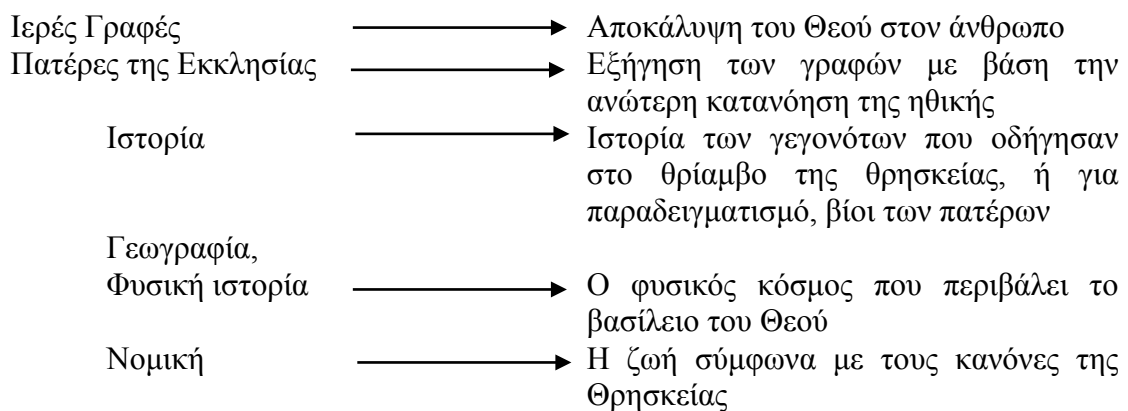 Ιερές Γραφές Αποκάλυψη του Θεού στον άνθρωπο
Πατέρες της Εκκλησίας Εξήγηση των γραφών με βάση την
ανώτερη κατανόηση της ηθικής
Ιστορία Ιστορία των γεγονότων που οδήγησαν
στο θρίαμβο της θρησκείας, ή για
παραδειγματισμό, βίοι των πατέρων
Γεωγραφία,
Φυσική ιστορία Ο φυσικός κόσμος που περιβάλει το
βασίλειο του Θεού
Νομική Η ζωή σύμφωνα με τους κανόνες της
Θρησκείας